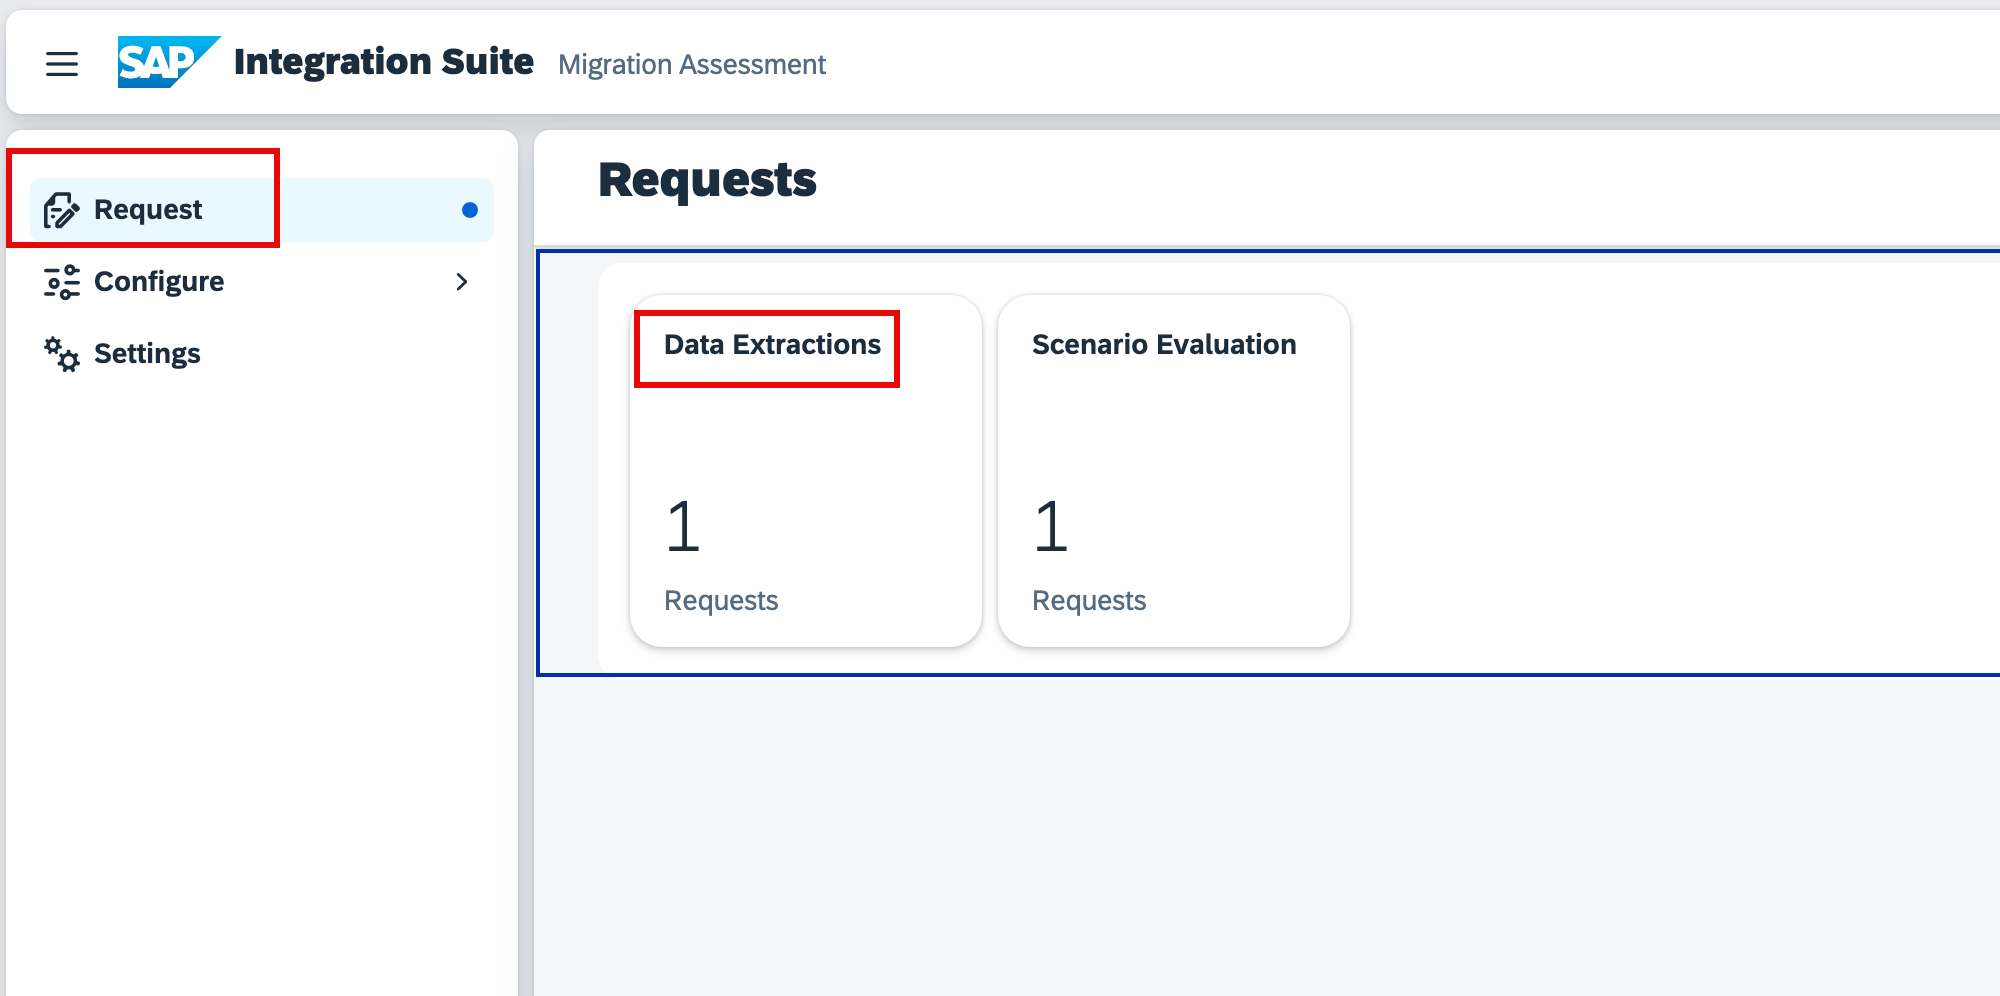 SAP Integration Suite Migration Assessment
Request
Configure
Settings
Requests
Data Extractions
1
Requests
Scenario Evaluation
1
Requests